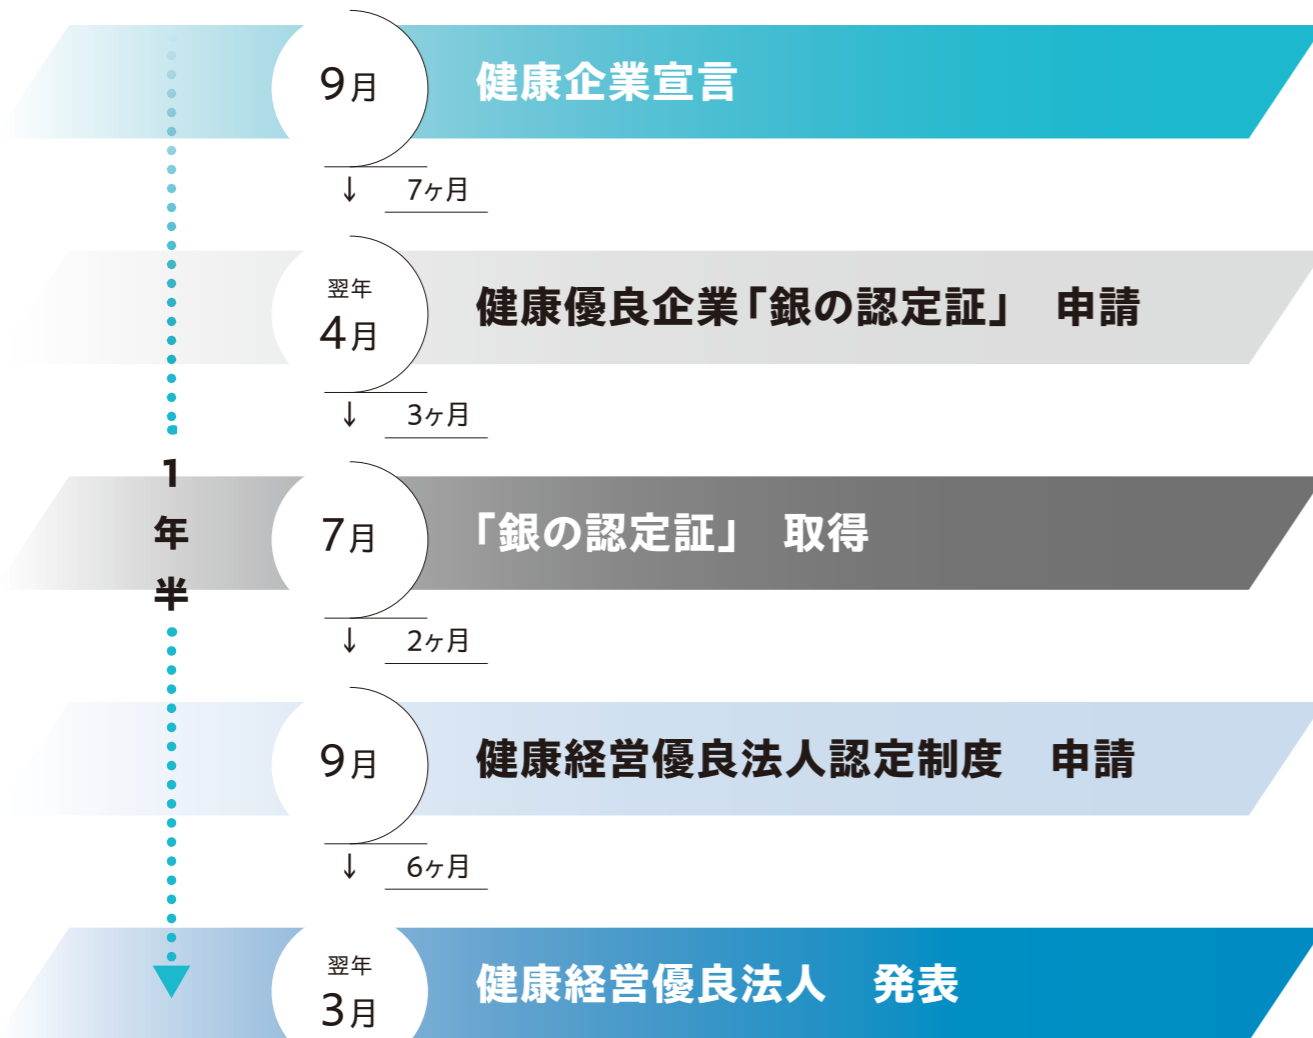 9月
健康企業宣言
↓ 7ヶ月
翌年
4月
健康優良企業「銀の認定証」 申請
↓ 3ヶ月
1年半
7月
「銀の認定証」 取得
↓ 2ヶ月
9月
健康経営優良法人認定制度 申請
↓ 6ヶ月
翌年
3月
健康経営優良法人 発表